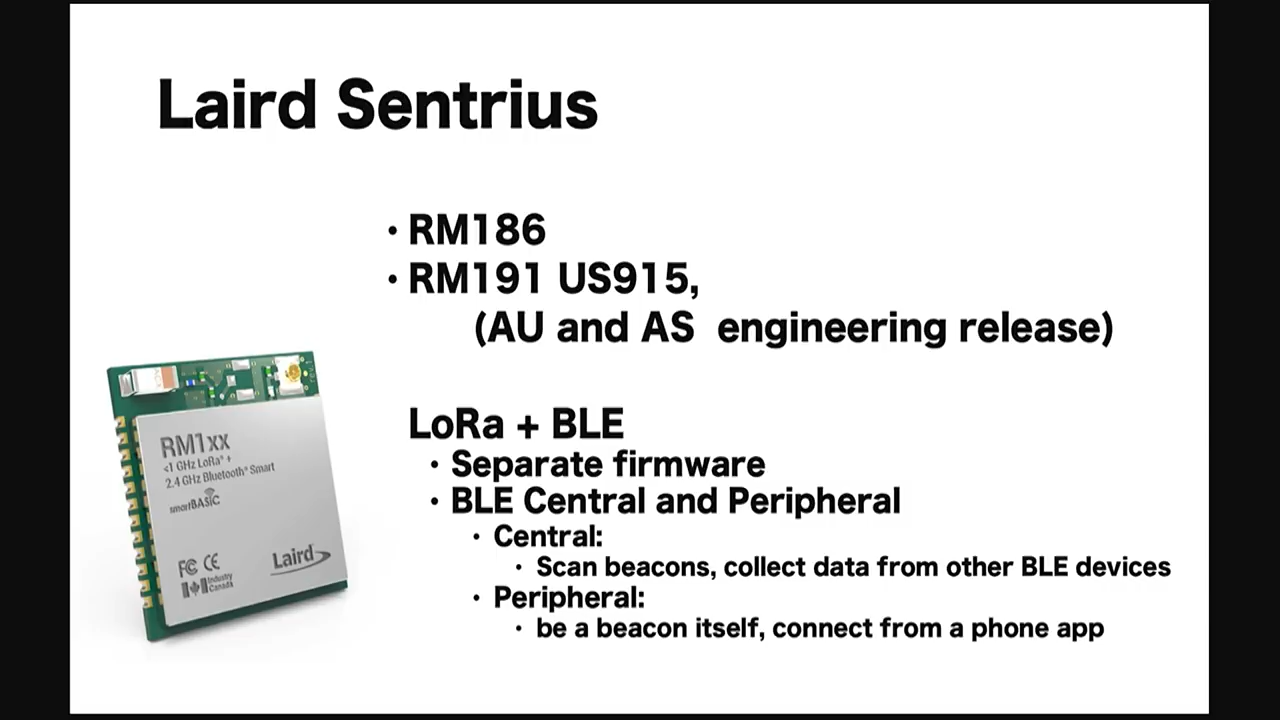 Laird Sentrius
· RM186
· RM191 US915,
(AU and AS engineering release)
LoRa + BLE
· Separate firmware
· BLE Central and Peripheral
· Central:
· Scan beacons, collect data from other BLE devices
· Peripheral:
· be a beacon itself, connect from a phone app
RM1xx
<1 GHz LoRa® +
2.4 GHz Bluetooth® Smart
smartBASIC
FC CE
Industry
Canada
Laird